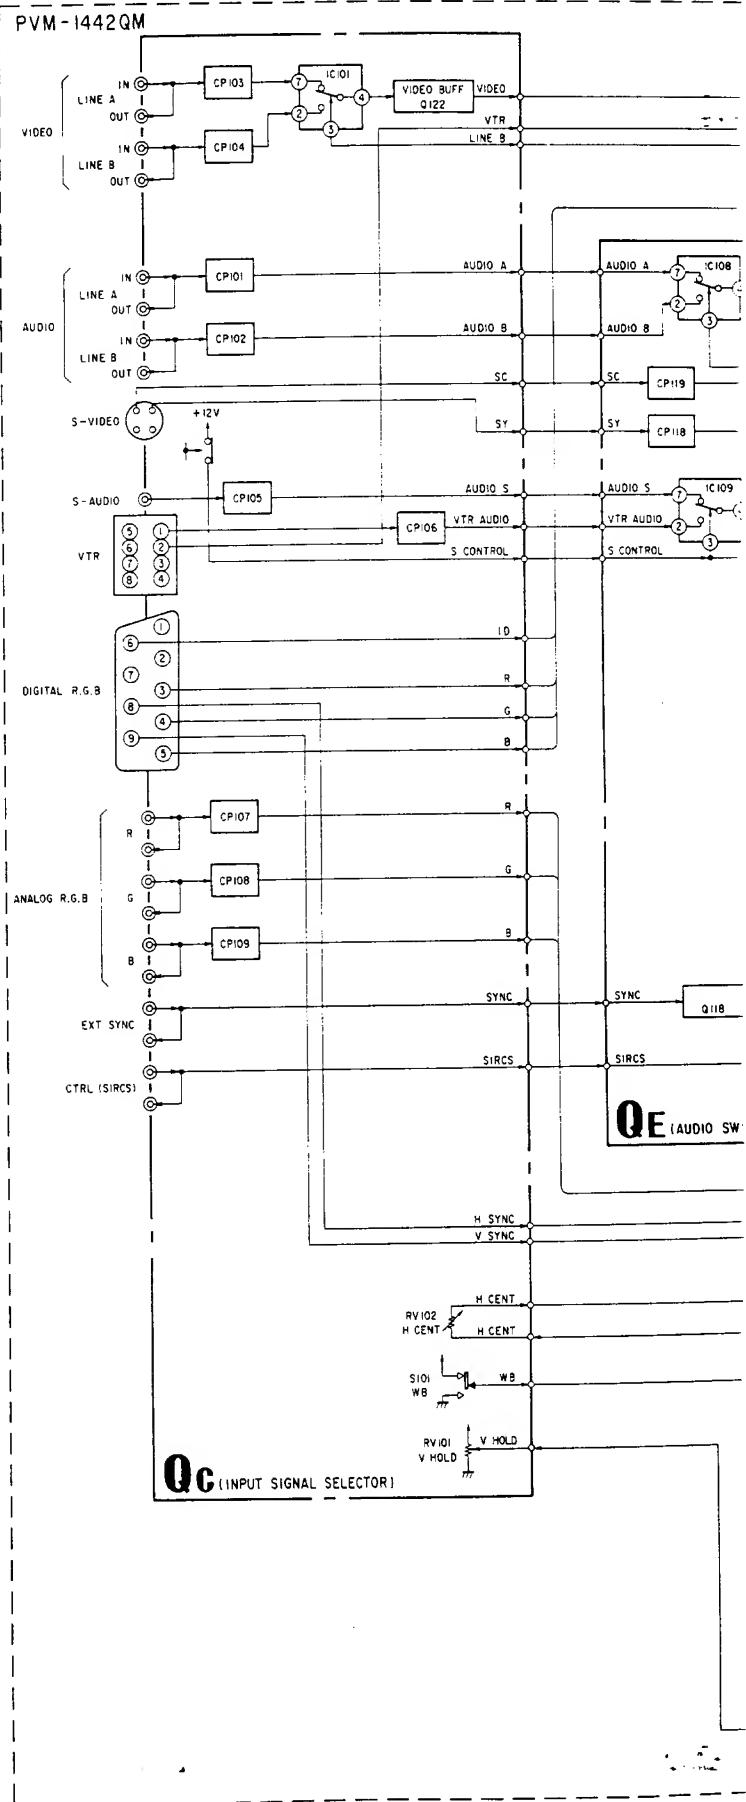 PVM-1442QM
VIDEO
LINE A
IN
OUT
LINE B
IN
OUT
CP103
CP104
IC101
7
2
3
4
VIDEO BUFF
Q122
VIDEO
VTR
LINE B
AUDIO
LINE A
IN
OUT
LINE B
IN
OUT
CP101
CP102
AUDIO A
AUDIO A
AUDIO B
AUDIO B
IC108
7
2
3
S-VIDEO
+12V
SC
SC
CP119
SY
SY
CP118
S-AUDIO
CP105
AUDIO S
AUDIO S
IC109
7
2
3
VTR
5 1
6 2
7 3
8 4
CP106
VTR AUDIO
VTR AUDIO
S CONTROL
S CONTROL
DIGITAL R.G.B
1
6
2
7
3
8
4
9
5
ID
R
G
B
ANALOG R.G.B
R
G
B
CP107
CP108
CP109
R
G
B
EXT SYNC
SYNC
SYNC
Q118
CTRL (SIRCS)
SIRCS
SIRCS
QE (AUDIO SW
H SYNC
V SYNC
RV102
H CENT
H CENT
H CENT
S101
WB
WB
RV101
V HOLD
V HOLD
QC (INPUT SIGNAL SELECTOR)